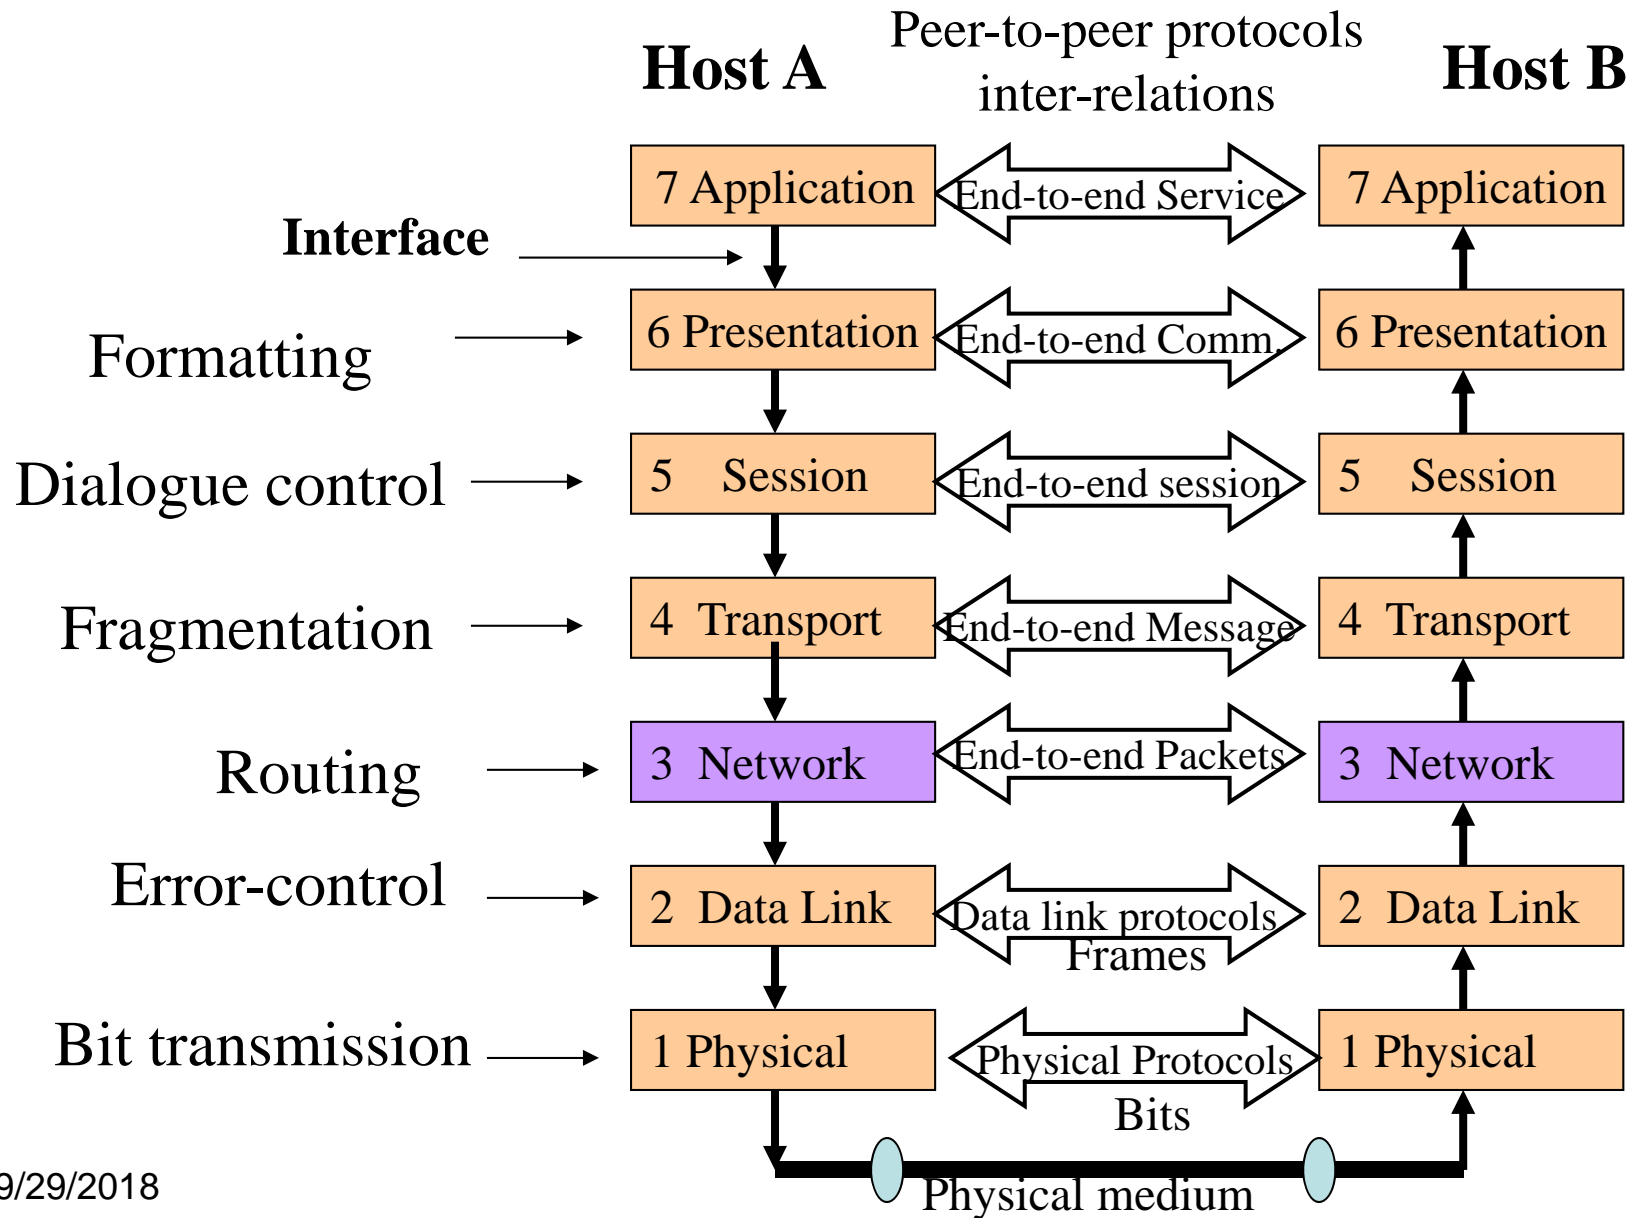 Peer-to-peer protocols
inter-relations
Host A
Host B
7 Application
End-to-end Service
7 Application
Interface
6 Presentation
End-to-end Comm.
6 Presentation
Formatting
5 Session
End-to-end session
5 Session
Dialogue control
4 Transport
End-to-end Message
4 Transport
Fragmentation
3 Network
End-to-end Packets
3 Network
Routing
2 Data Link
Data link protocols
Frames
2 Data Link
Error-control
1 Physical
Physical Protocols
Bits
1 Physical
Bit transmission
9/29/2018
Physical medium